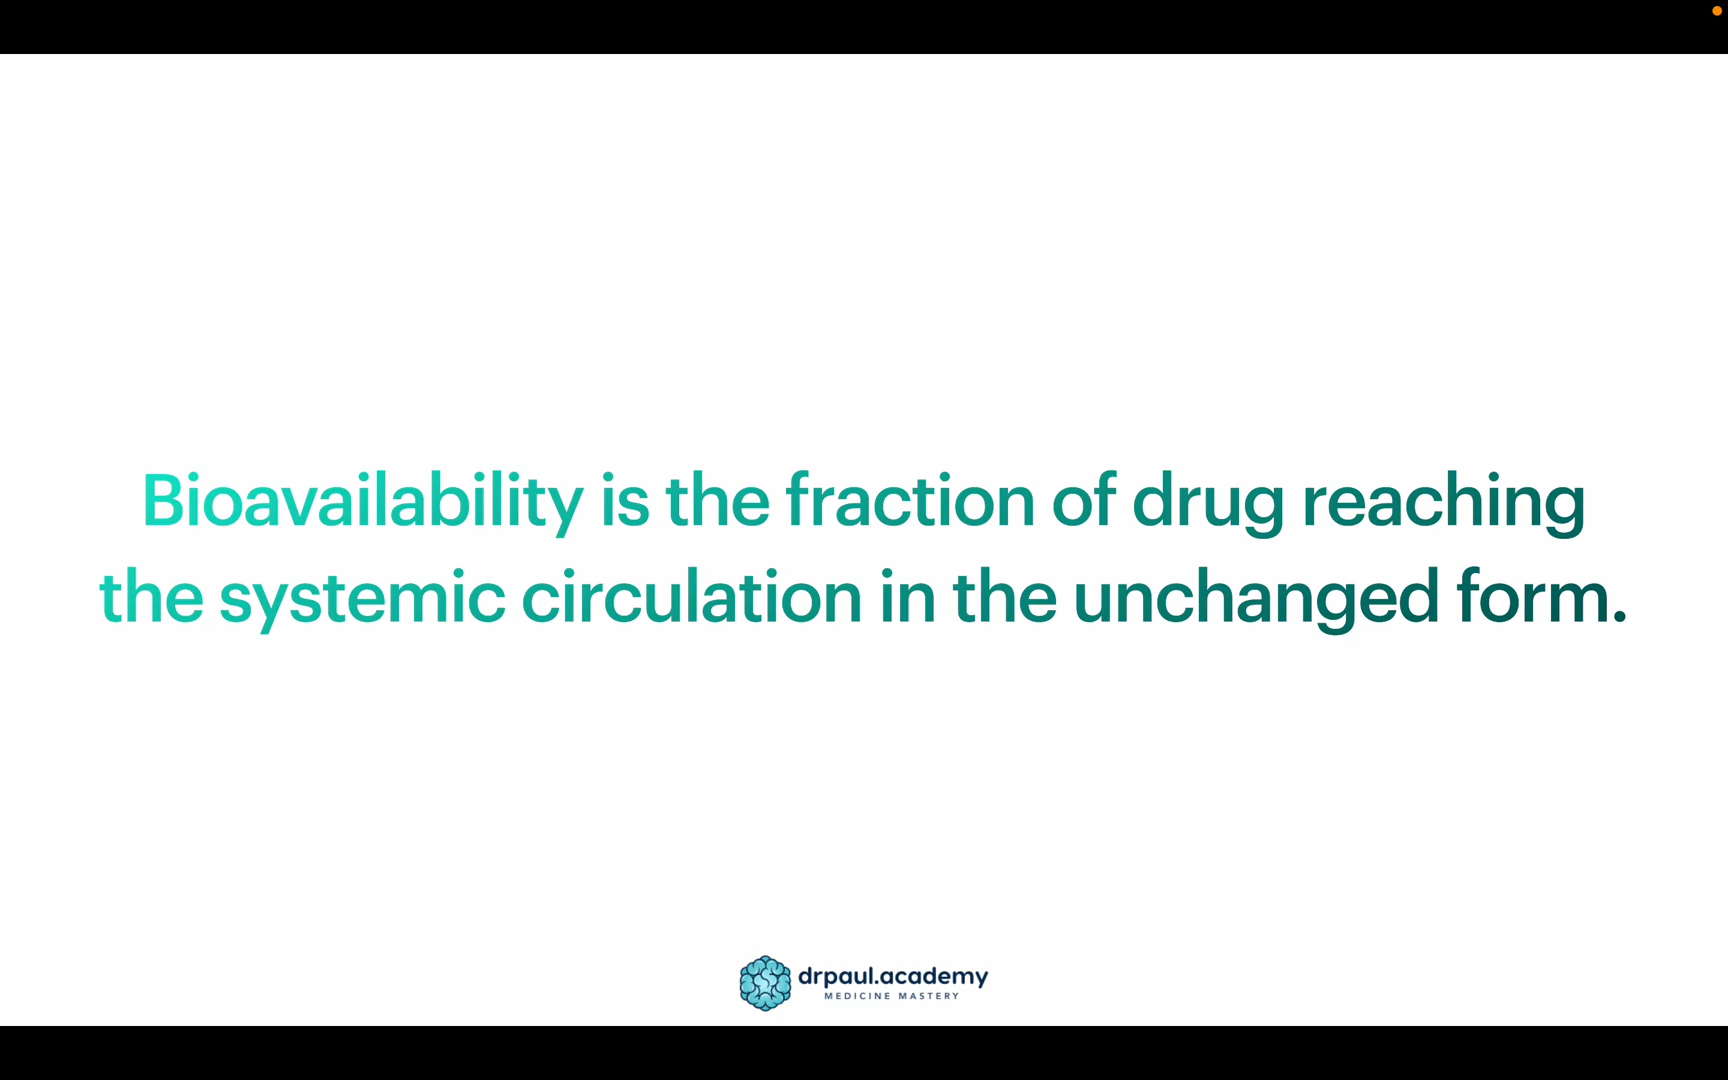 Bioavailability is the fraction of drug reaching
the systemic circulation in the unchanged form.
drpaul.academy
MEDICINE MASTERY